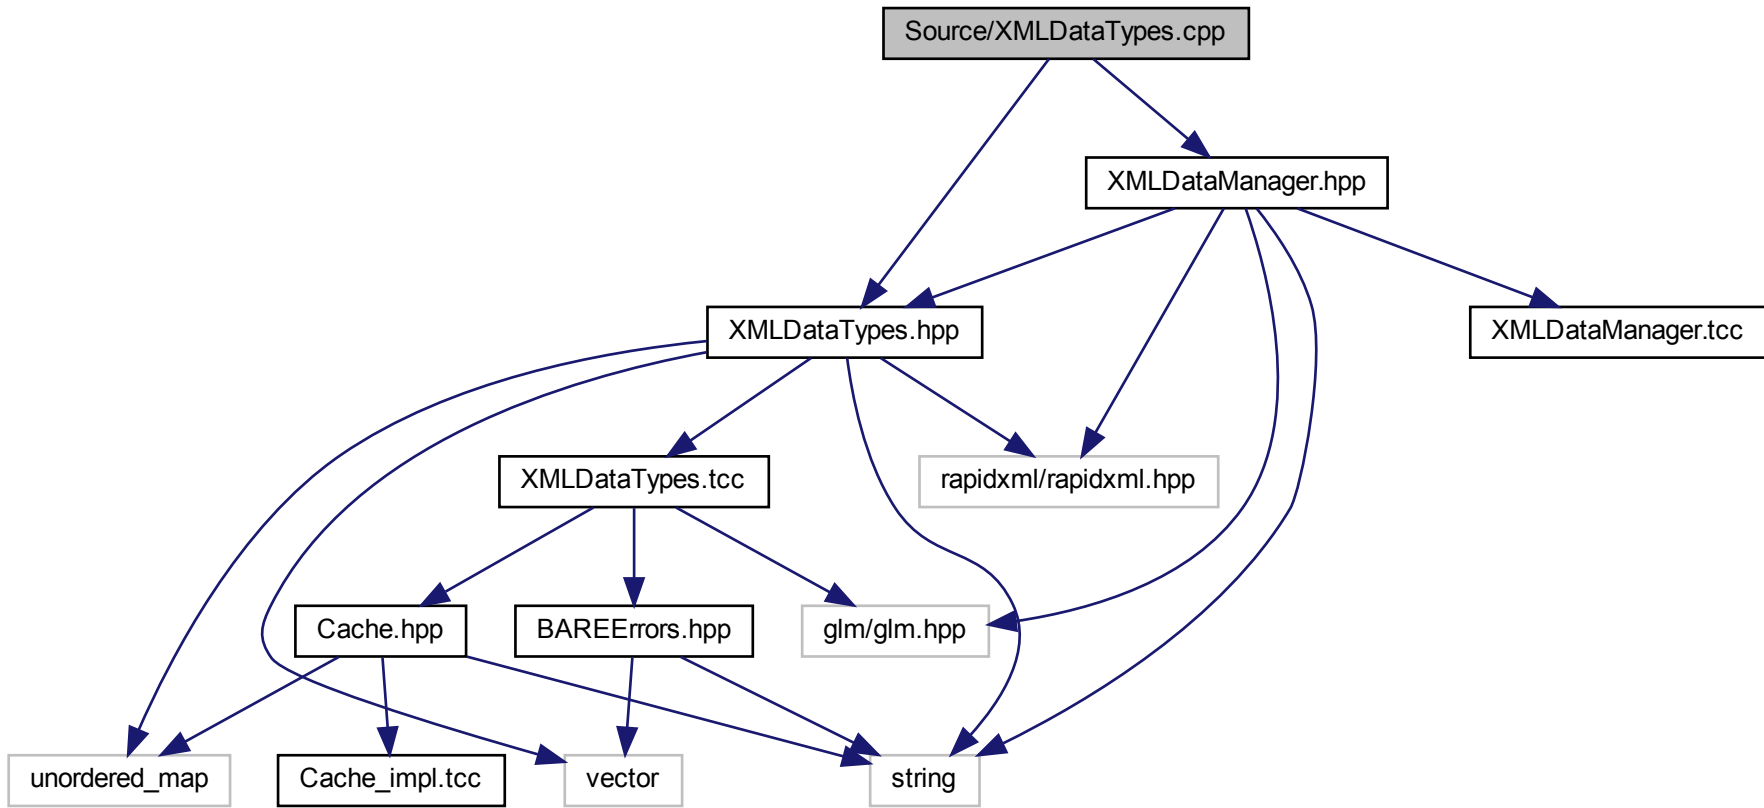 Source/XMLDataTypes.cpp
XMLDataManager.hpp
XMLDataTypes.hpp
XMLDataManager.tcc
XMLDataTypes.tcc
rapidxml/rapidxml.hpp
Cache.hpp
BAREErrors.hpp
glm/glm.hpp
unordered_map
Cache_impl.tcc
vector
string